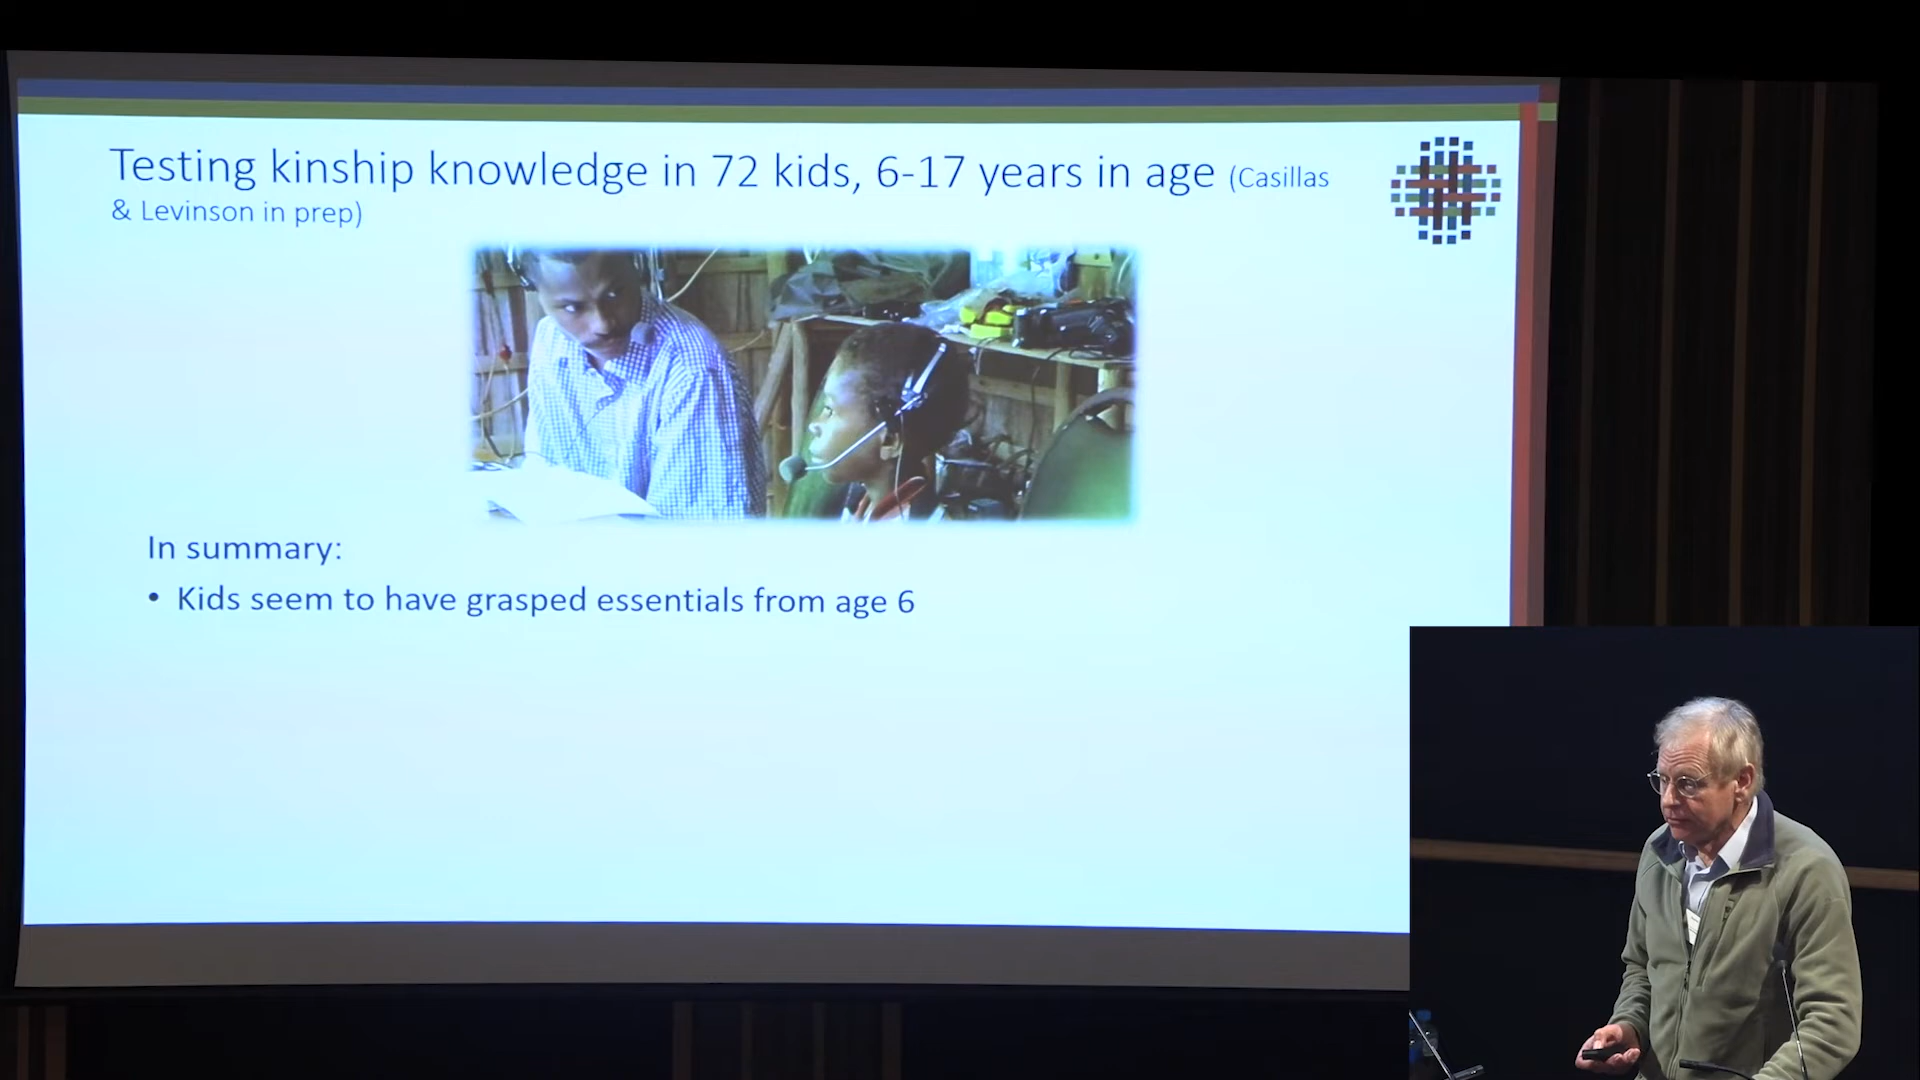 Testing kinship knowledge in 72 kids, 6-17 years in age (Casillas
& Levinson in prep)
In summary:
• Kids seem to have grasped essentials from age 6